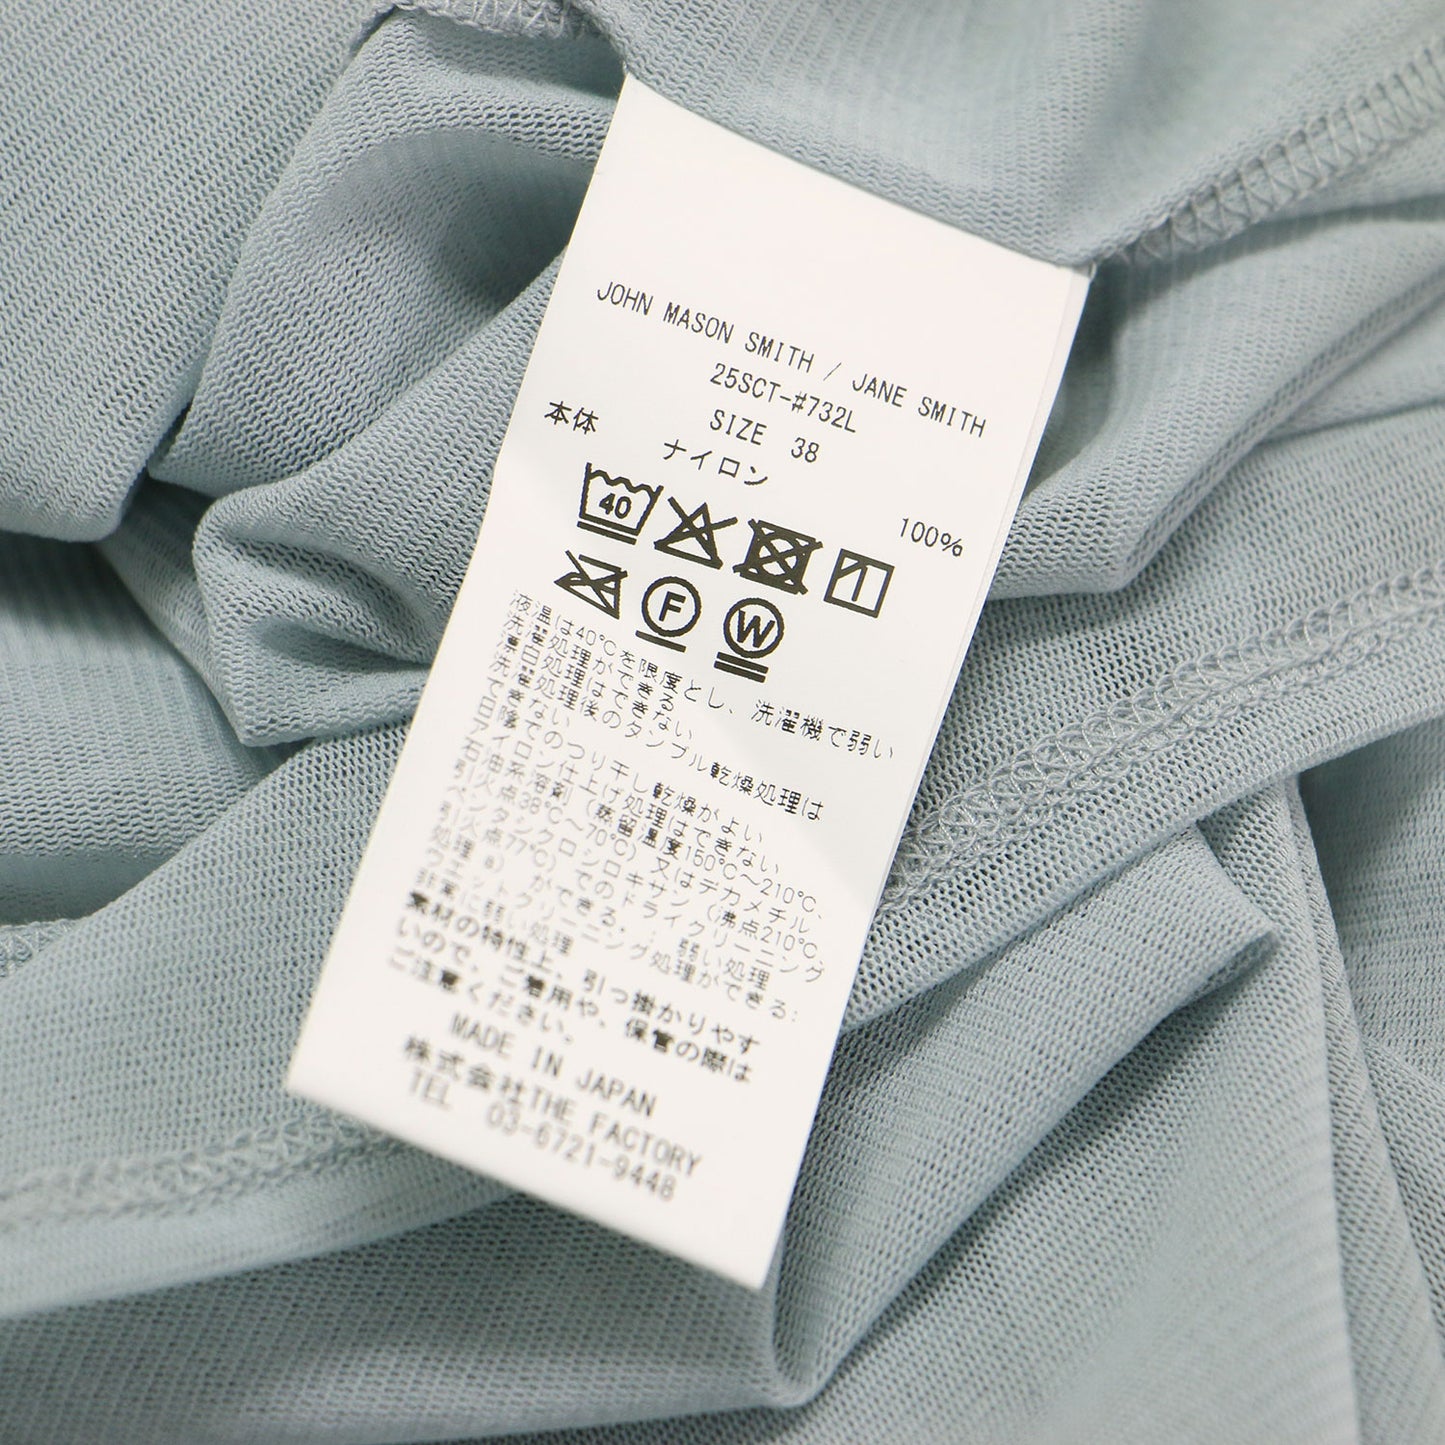 JOHN MASON SMITH / JANE SMITH
25SCT-#732L
SIZE 38
本体 ナイロン 100%
40
F W
液温は40℃を限度とし、洗濯機で弱い
洗濯処理ができる
漂白処理はできない
洗濯処理後のタンブル乾燥処理は
できない
日陰でのつり干し乾燥がよい
アイロン仕上げ処理はできない
石油系溶剤（蒸留温度150℃〜210℃、
引火点38℃〜70℃）又はデカメチル
ペンタシクロシロキサン（沸点210℃、
引火点77℃）でのドライクリーニング
処理 ができる。：弱い処理
ウエットクリーニング処理ができる：
非常に弱い処理
素材の特性上、引っ掛かりやす
いので、ご着用や、保管の際は
ご注意ください。
MADE IN JAPAN
株式会社THE FACTORY
TEL 03-6721-9448